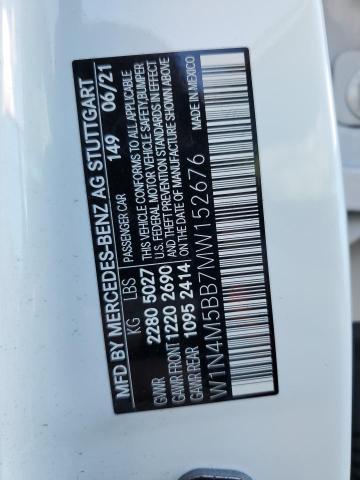 MFD BY MERCEDES-BENZ AG STUTTGART
149 06/21
KG LBS PASSENGER CAR
GVWR 2280 5027
GAWR FRONT 1220 2690
GAWR REAR 1095 2414
THIS VEHICLE CONFORMS TO ALL APPLICABLE
U.S. FEDERAL MOTOR VEHICLE SAFETY, BUMPER
AND THEFT PREVENTION STANDARDS IN EFFECT
ON THE DATE OF MANUFACTURE SHOWN ABOVE
MADE IN MEXICO
W1N4M5BB7MW152676